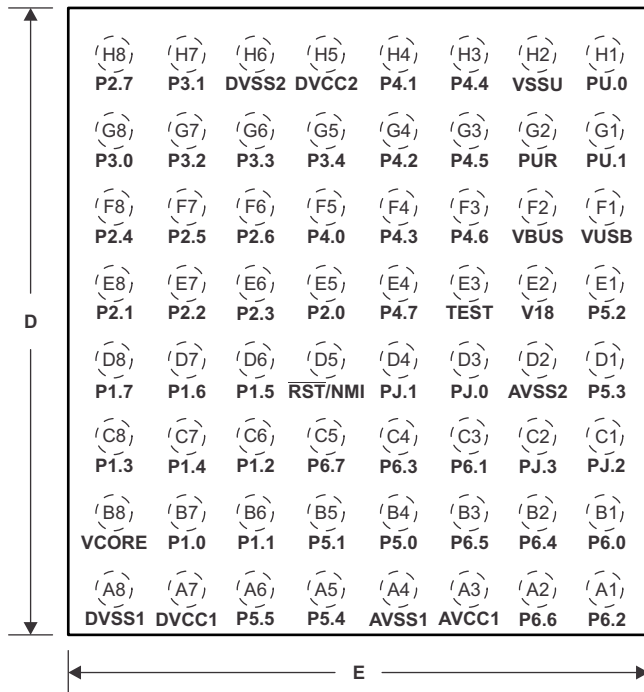 H8 H7 H6 H5 H4 H3 H2 H1
P2.7 P3.1 DVSS2 DVCC2 P4.1 P4.4 VSSU PU.0
G8 G7 G6 G5 G4 G3 G2 G1
P3.0 P3.2 P3.3 P3.4 P4.2 P4.5 PUR PU.1
F8 F7 F6 F5 F4 F3 F2 F1
P2.4 P2.5 P2.6 P4.0 P4.3 P4.6 VBUS VUSB
E8 E7 E6 E5 E4 E3 E2 E1
P2.1 P2.2 P2.3 P2.0 P4.7 TEST V18 P5.2
D
D8 D7 D6 D5 D4 D3 D2 D1
P1.7 P1.6 P1.5 RST/NMI PJ.1 PJ.0 AVSS2 P5.3
C8 C7 C6 C5 C4 C3 C2 C1
P1.3 P1.4 P1.2 P6.7 P6.3 P6.1 PJ.3 PJ.2
B8 B7 B6 B5 B4 B3 B2 B1
VCORE P1.0 P1.1 P5.1 P5.0 P6.5 P6.4 P6.0
A8 A7 A6 A5 A4 A3 A2 A1
DVSS1 DVCC1 P5.5 P5.4 AVSS1 AVCC1 P6.6 P6.2
E